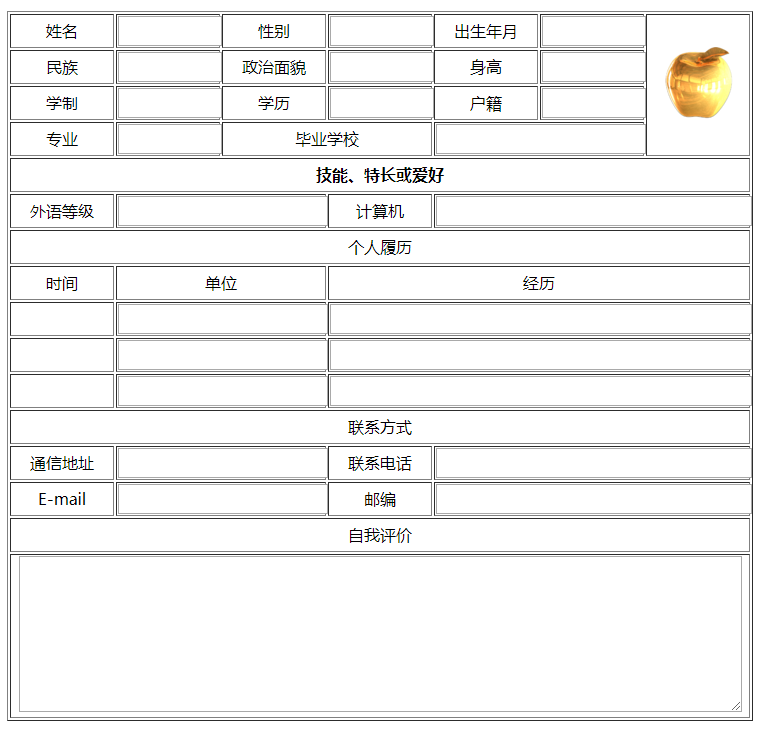 姓名 性别 出生年月
民族 政治面貌 身高
学制 学历 户籍
专业 毕业学校
技能、特长或爱好
外语等级 计算机
个人履历
时间 单位 经历
联系方式
通信地址 联系电话
E-mail 邮编
自我评价